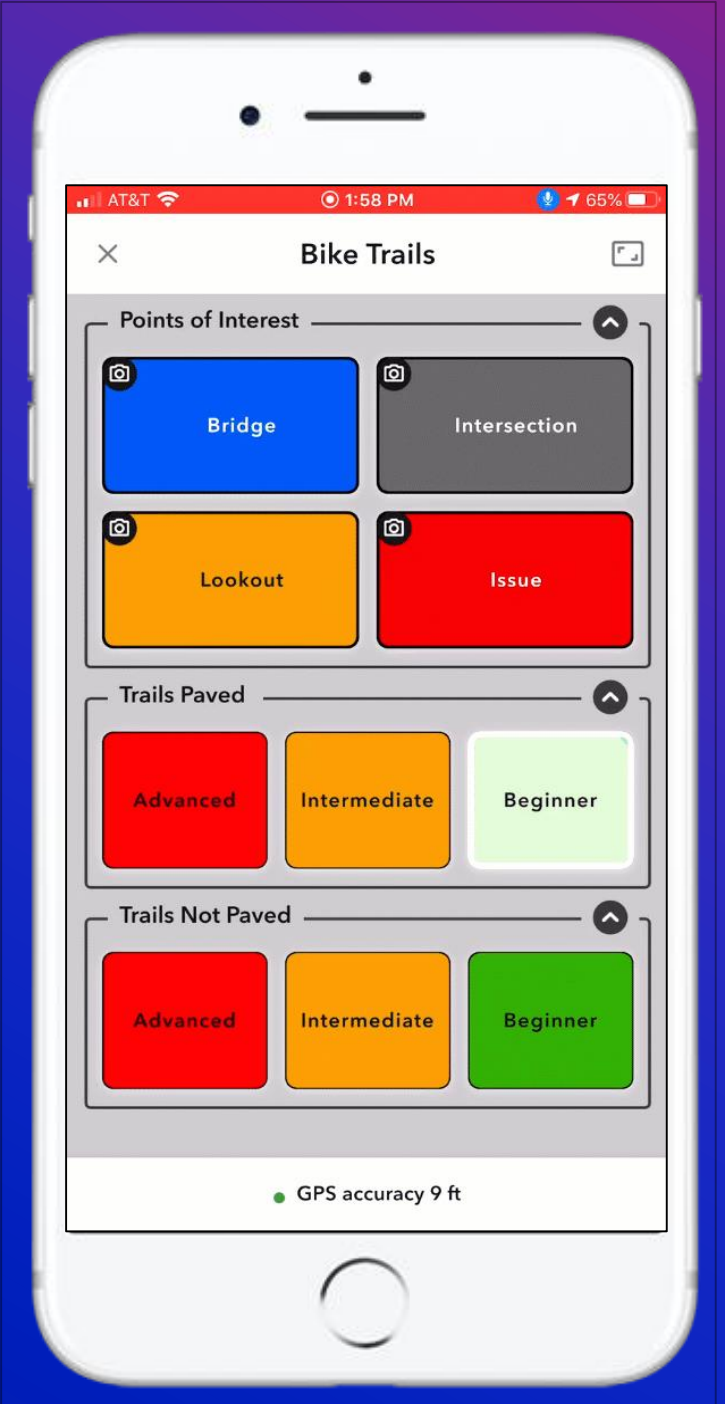 AT&T 1:58 PM 65%
Bike Trails
Points of Interest
Bridge Intersection
Lookout Issue
Trails Paved
Advanced Intermediate Beginner
Trails Not Paved
Advanced Intermediate Beginner
GPS accuracy 9 ft